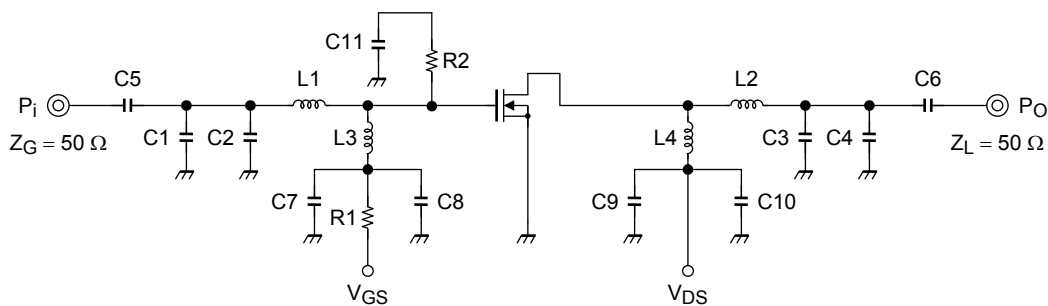 C11
R2
C5
L1
L2
C6
Pi
PO
ZG = 50 Ω
C1
C2
L3
L4
C3
C4
ZL = 50 Ω
C7
R1
C8
C9
C10
VGS
VDS